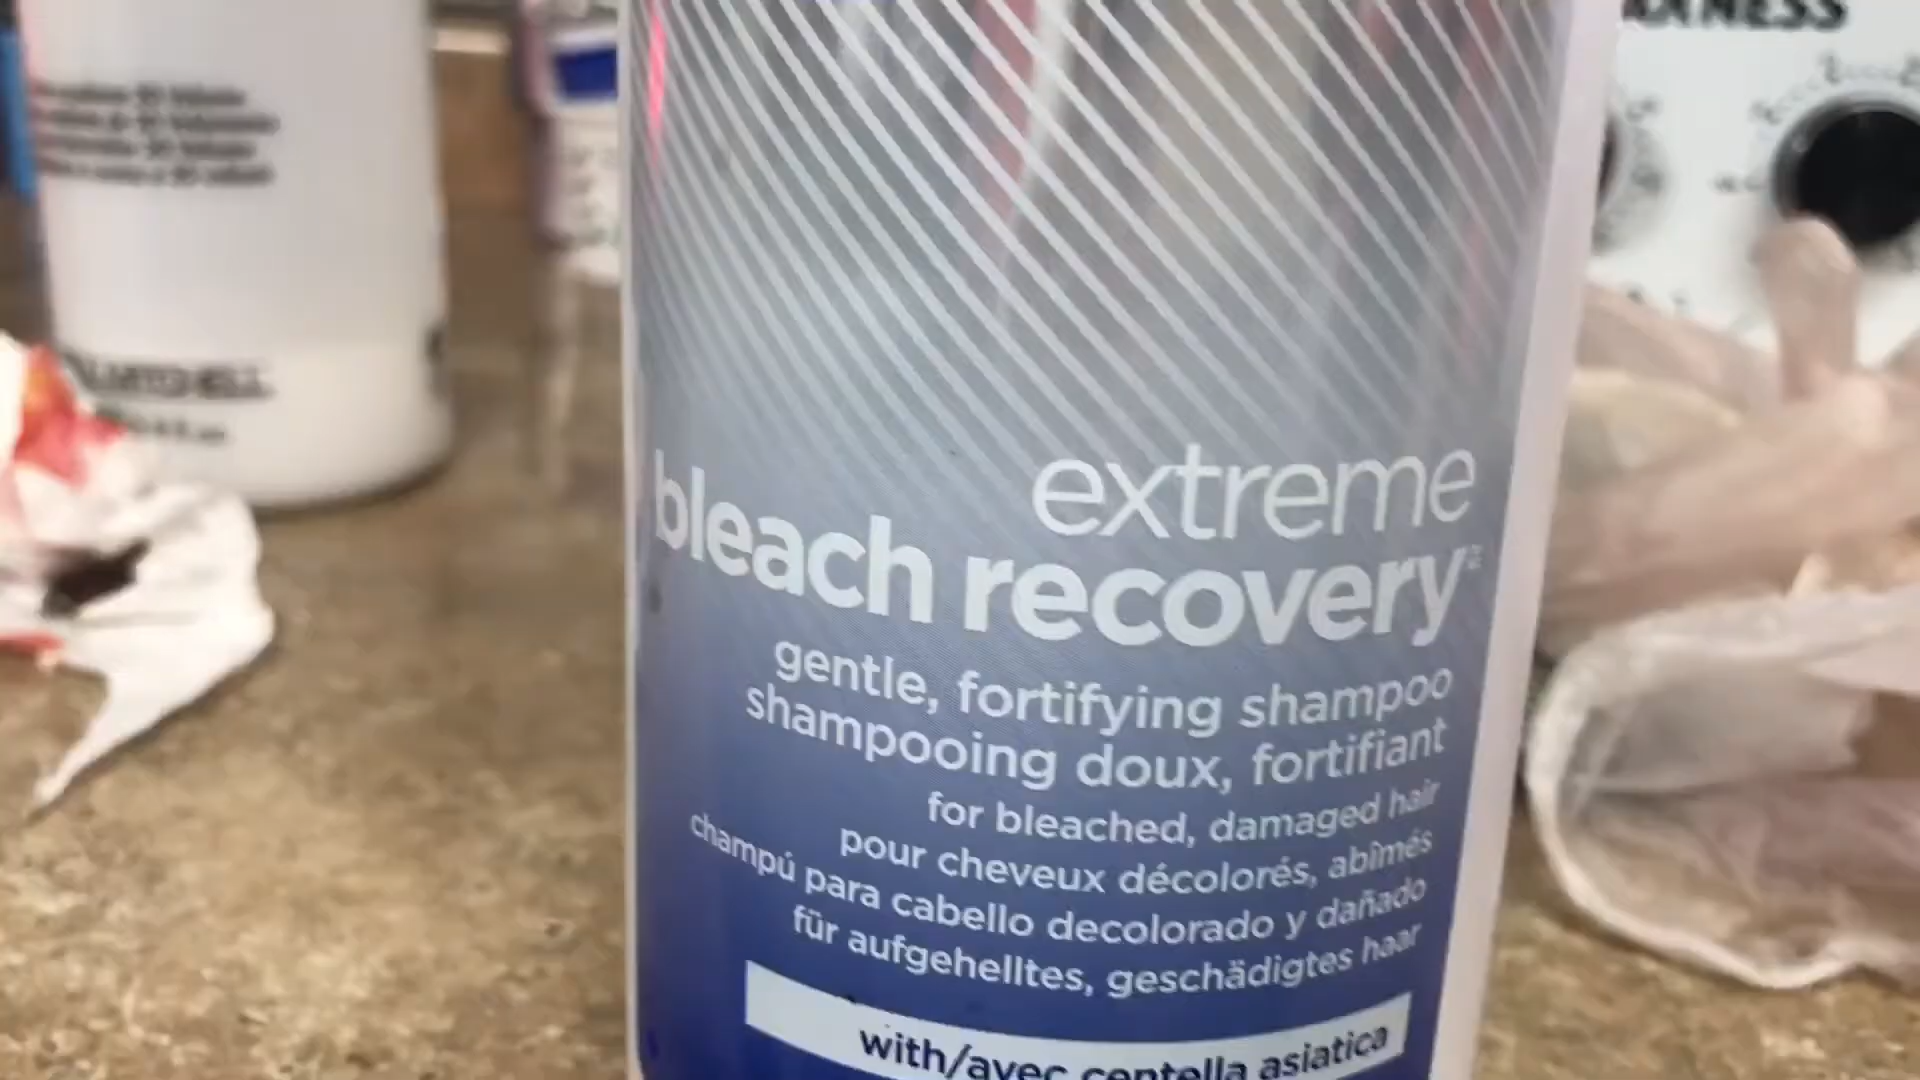 extreme
bleach recovery™
gentle, fortifying shampoo
shampooing doux, fortifiant
for bleached, damaged hair
pour cheveux décolorés, abîmés
champú para cabello decolorado y dañado
für aufgehelltes, geschädigtes haar
with/avec centella asiatica